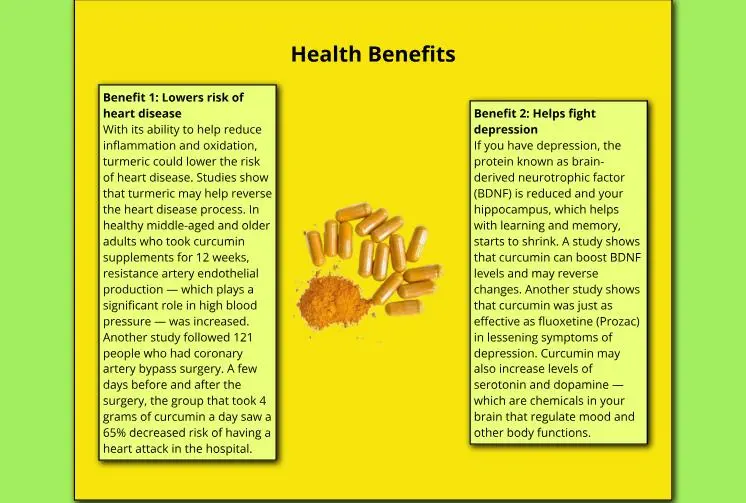 Health Benefits
Benefit 1: Lowers risk of
heart disease
With its ability to help reduce
inflammation and oxidation,
turmeric could lower the risk
of heart disease. Studies show
that turmeric may help reverse
the heart disease process. In
healthy middle-aged and older
adults who took curcumin
supplements for 12 weeks,
resistance artery endothelial
production — which plays a
significant role in high blood
pressure — was increased.
Another study followed 121
people who had coronary
artery bypass surgery. A few
days before and after the
surgery, the group that took 4
grams of curcumin a day saw a
65% decreased risk of having a
heart attack in the hospital.
Benefit 2: Helps fight
depression
If you have depression, the
protein known as brain-
derived neurotrophic factor
(BDNF) is reduced and your
hippocampus, which helps
with learning and memory,
starts to shrink. A study shows
that curcumin can boost BDNF
levels and may reverse
changes. Another study shows
that curcumin was just as
effective as fluoxetine (Prozac)
in lessening symptoms of
depression. Curcumin may
also increase levels of
serotonin and dopamine —
which are chemicals in your
brain that regulate mood and
other body functions.